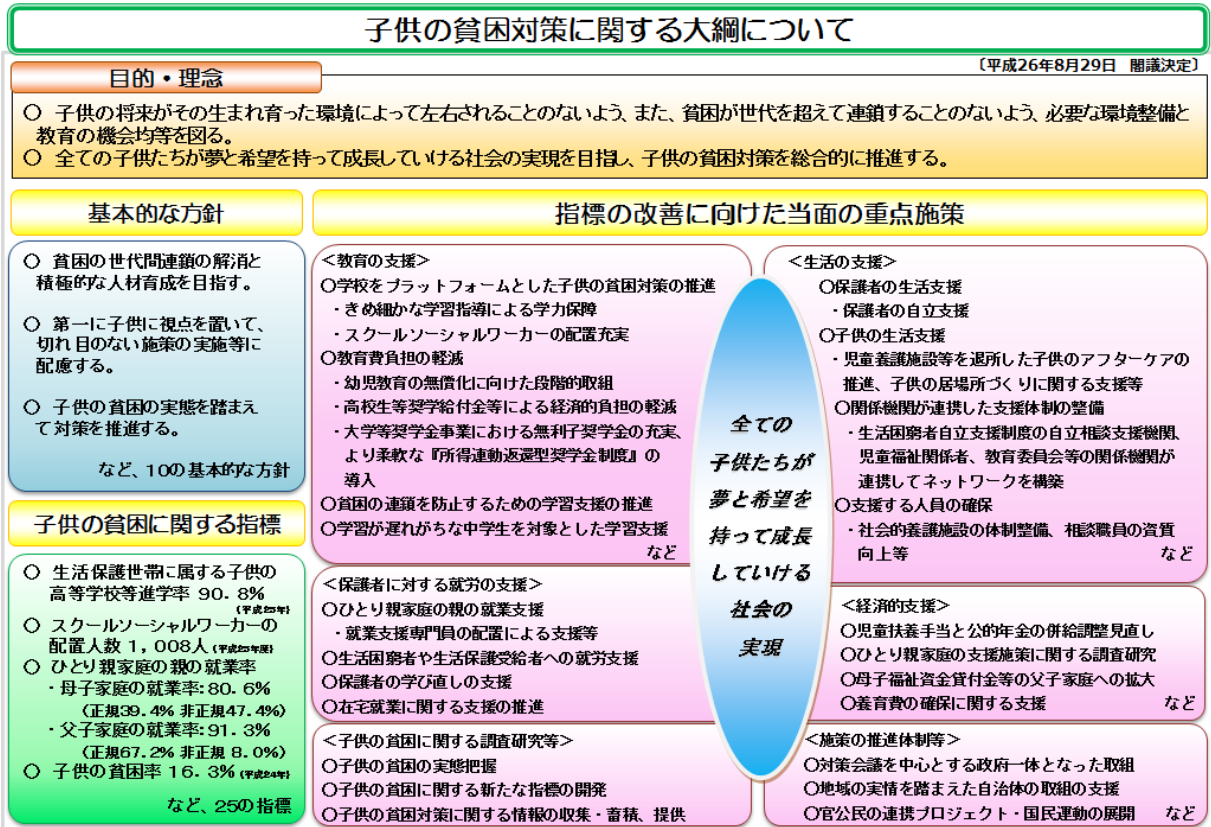 子供の貧困対策に関する大綱について
〔平成26年8月29日　閣議決定〕
目的・理念
○ 子供の将来がその生まれ育った環境によって左右されることのないよう、また、貧困が世代を超えて連鎖することのないよう、必要な環境整備と
教育の機会均等を図る。
○ 全ての子供たちが夢と希望を持って成長していける社会の実現を目指し、子供の貧困対策を総合的に推進する。
基本的な方針
○ 貧困の世代間連鎖の解消と
積極的な人材育成を目指す。
○ 第一に子供に視点を置いて、
切れ目のない施策の実施等に
配慮する。
○ 子供の貧困の実態を踏まえ
て対策を推進する。
など、10の基本的な方針
子供の貧困に関する指標
○ 生活保護世帯に属する子供の
高等学校等進学率 90．8%
(平成25年)
○ スクールソーシャルワーカーの
配置人数 1，008人 (平成25年度)
○ ひとり親家庭の親の就業率
・母子家庭の就業率：80．6%
（正規39．4% 非正規47．4%）
・父子家庭の就業率：91．3%
（正規67．2% 非正規 8．0%）
○ 子供の貧困率 16．3% (平成24年)
など、25の指標
指標の改善に向けた当面の重点施策
＜教育の支援＞
○学校をプラットフォームとした子供の貧困対策の推進
・きめ細かな学習指導による学力保障
・スクールソーシャルワーカーの配置充実
○教育費負担の軽減
・幼児教育の無償化に向けた段階的取組
・高校生等奨学給付金等による経済的負担の軽減
・大学等奨学金事業における無利子奨学金の充実、
より柔軟な『所得連動返還型奨学金制度』の
導入
○貧困の連鎖を防止するための学習支援の推進
○学習が遅れがちな中学生を対象とした学習支援
など
＜保護者に対する就労の支援＞
○ひとり親家庭の親の就業支援
・就業支援専門員の配置による支援等
○生活困窮者や生活保護受給者への就労支援
○保護者の学び直しの支援
○在宅就業に関する支援の推進
＜子供の貧困に関する調査研究等＞
○子供の貧困の実態把握
○子供の貧困に関する新たな指標の開発
○子供の貧困対策に関する情報の収集・蓄積、提供
全ての
子供たちが
夢と希望を
持って成長
していける
社会の
実現
＜生活の支援＞
○保護者の生活支援
・保護者の自立支援
○子供の生活支援
・児童養護施設等を退所した子供のアフターケアの
推進、子供の居場所づくりに関する支援等
○関係機関が連携した支援体制の整備
・生活困窮者自立支援制度の自立相談支援機関、
児童福祉関係者、教育委員会等の関係機関が
連携してネットワークを構築
○支援する人員の確保
・社会的養護施設の体制整備、相談職員の資質
向上等　など
＜経済的支援＞
○児童扶養手当と公的年金の併給調整見直し
○ひとり親家庭の支援施策に関する調査研究
○母子福祉資金貸付金等の父子家庭への拡大
○養育費の確保に関する支援　など
＜施策の推進体制等＞
○対策会議を中心とする政府一体となった取組
○地域の実情を踏まえた自治体の取組の支援
○官公民の連携プロジェクト・国民運動の展開　など